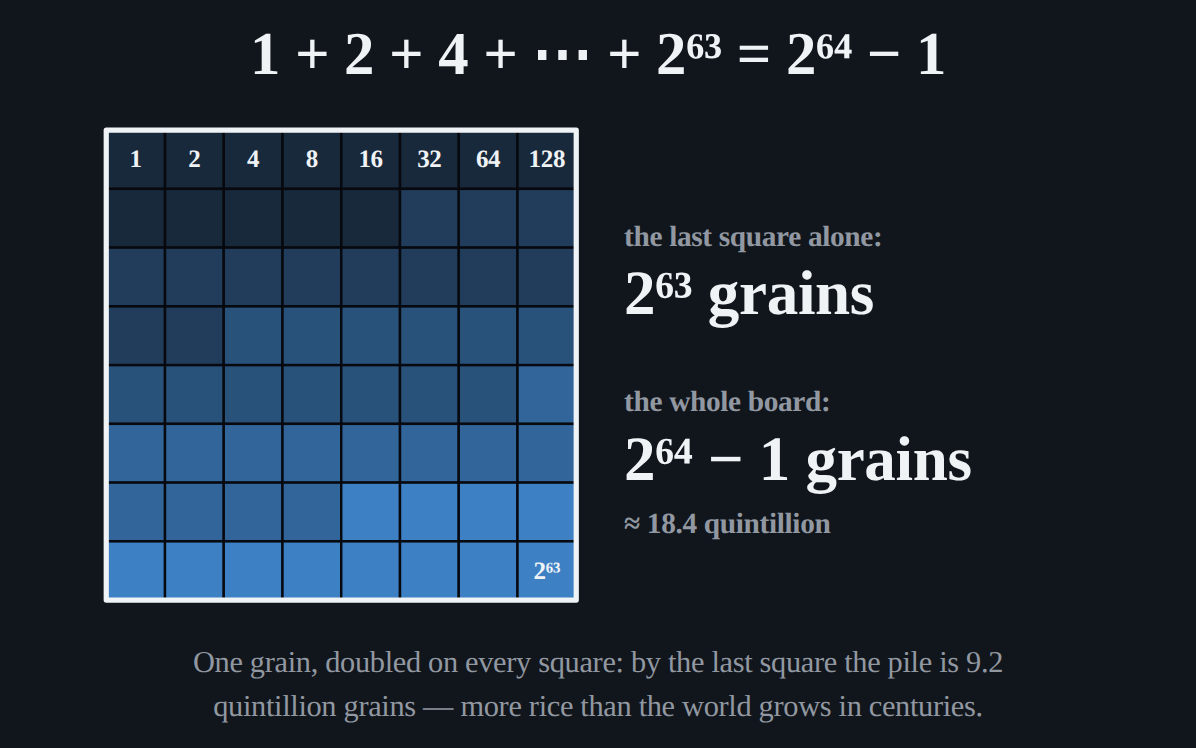 1 + 2 + 4 + ⋯ + 2⁶³ = 2⁶⁴ − 1
1 2 4 8 16 32 64 128
the last square alone:
2⁶³ grains
the whole board:
2⁶⁴ − 1 grains
≈ 18.4 quintillion
2⁶³
One grain, doubled on every square: by the last square the pile is 9.2
quintillion grains — more rice than the world grows in centuries.